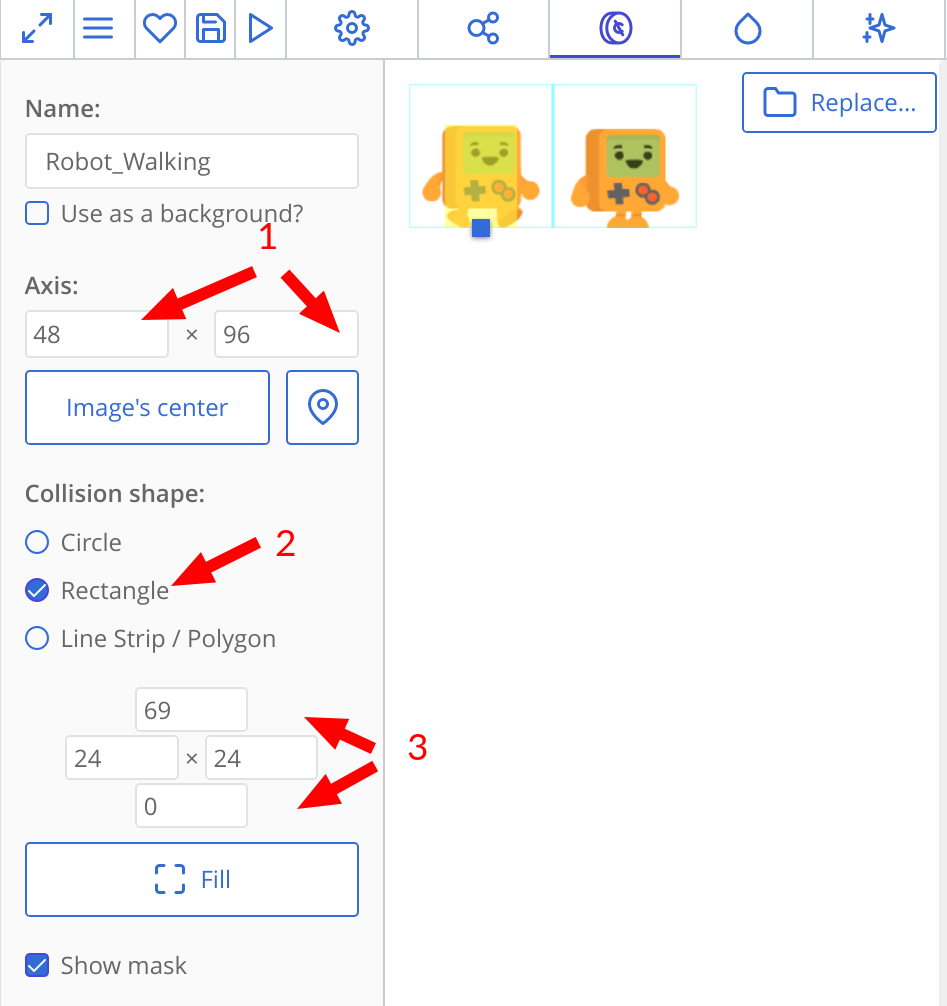 Replace...
Name:
Robot_Walking
Use as a background?
1
Axis:
48 × 96
Image's center
Collision shape:
Circle
2
Rectangle
Line Strip / Polygon
69
3
24 × 24
0
Fill
Show mask